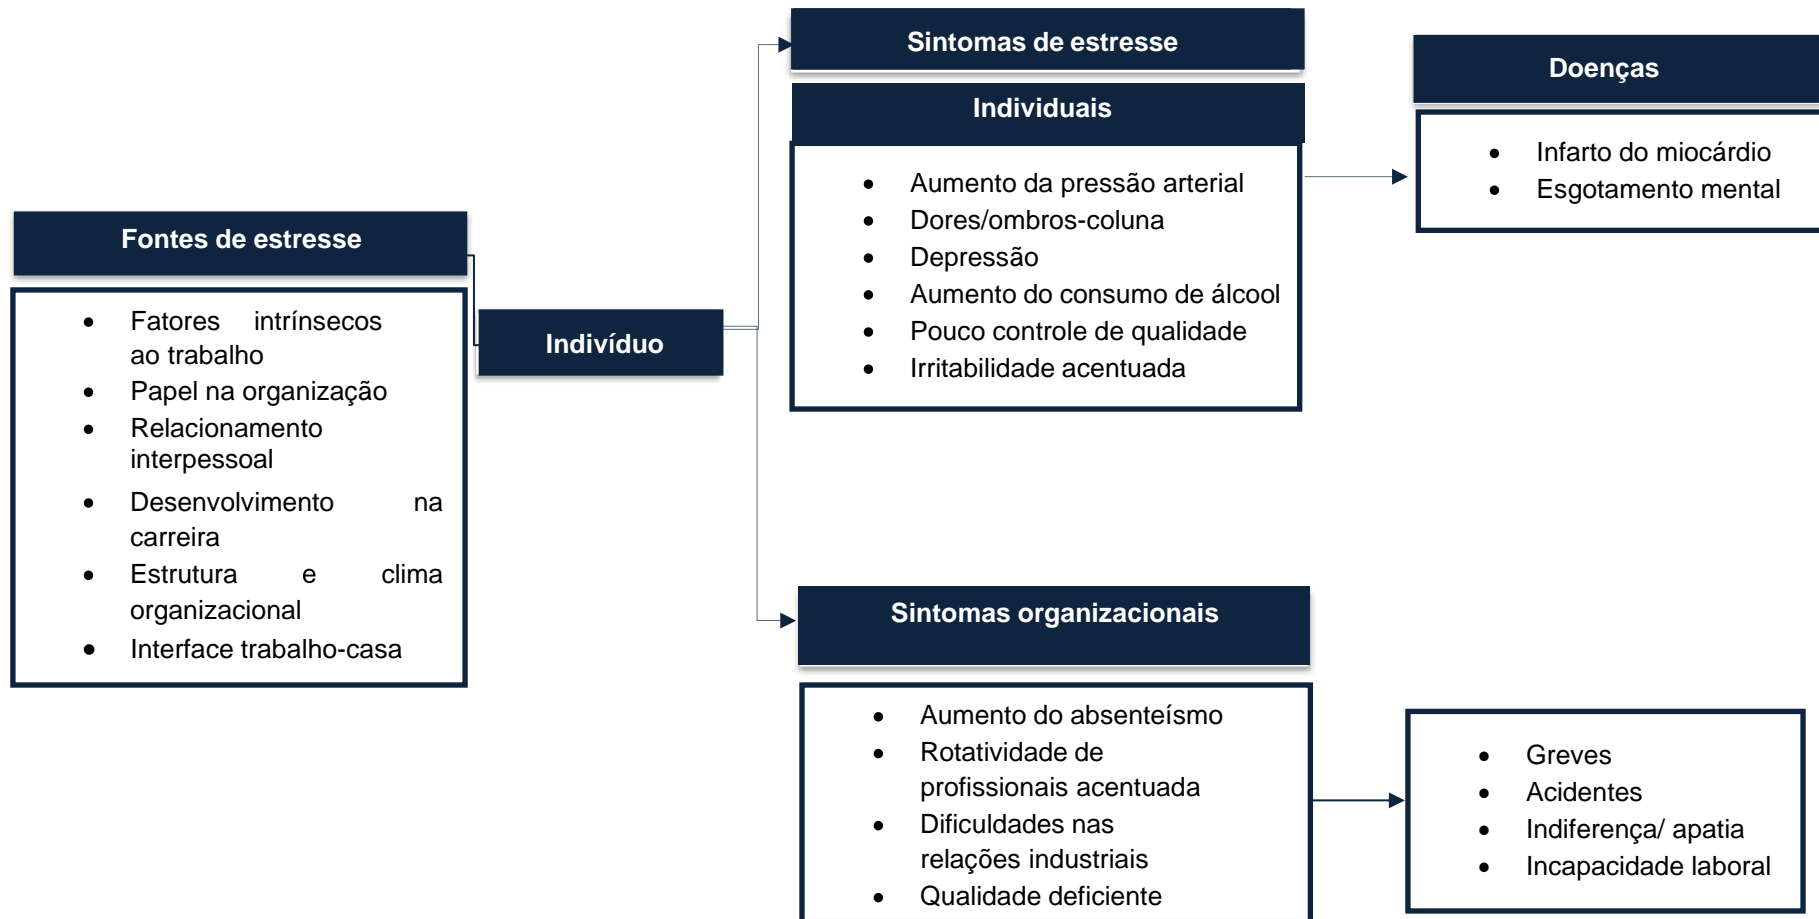 Fontes de estresse
• Fatores intrínsecos
ao trabalho
• Papel na organização
• Relacionamento
interpessoal
• Desenvolvimento na
carreira
• Estrutura e clima
organizacional
• Interface trabalho-casa
Indivíduo
Sintomas de estresse
Individuais
• Aumento da pressão arterial
• Dores/ombros-coluna
• Depressão
• Aumento do consumo de álcool
• Pouco controle de qualidade
• Irritabilidade acentuada
Doenças
• Infarto do miocárdio
• Esgotamento mental
Sintomas organizacionais
• Aumento do absenteísmo
• Rotatividade de
profissionais acentuada
• Dificuldades nas
relações industriais
• Qualidade deficiente
• Greves
• Acidentes
• Indiferença/ apatia
• Incapacidade laboral